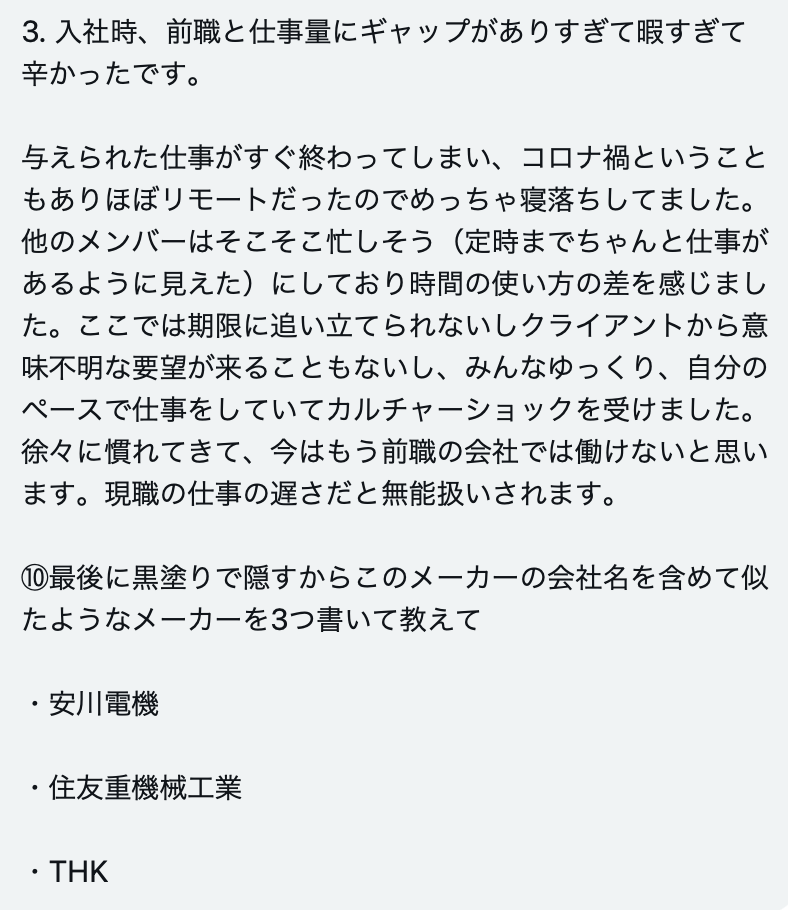 3. 入社時、前職と仕事量にギャップがありすぎて暇すぎて
辛かったです。
与えられた仕事がすぐ終わってしまい、コロナ禍ということ
もありほぼリモートだったのでめっちゃ寝落ちしてました。
他のメンバーはそこそこ忙しそう（定時までちゃんと仕事が
あるように見えた）にしており時間の使い方の差を感じまし
た。ここでは期限に追い立てられないしクライアントから意
味不明な要望が来ることもないし、みんなゆっくり、自分の
ペースで仕事をしていてカルチャーショックを受けました。
徐々に慣れてきて、今はもう前職の会社では働けないと思い
ます。現職の仕事の遅さだと無能扱いされます。
⑩最後に黒塗りで隠すからこのメーカーの会社名を含めて似
たようなメーカーを3つ書いて教えて
・安川電機
・住友重機械工業
・THK